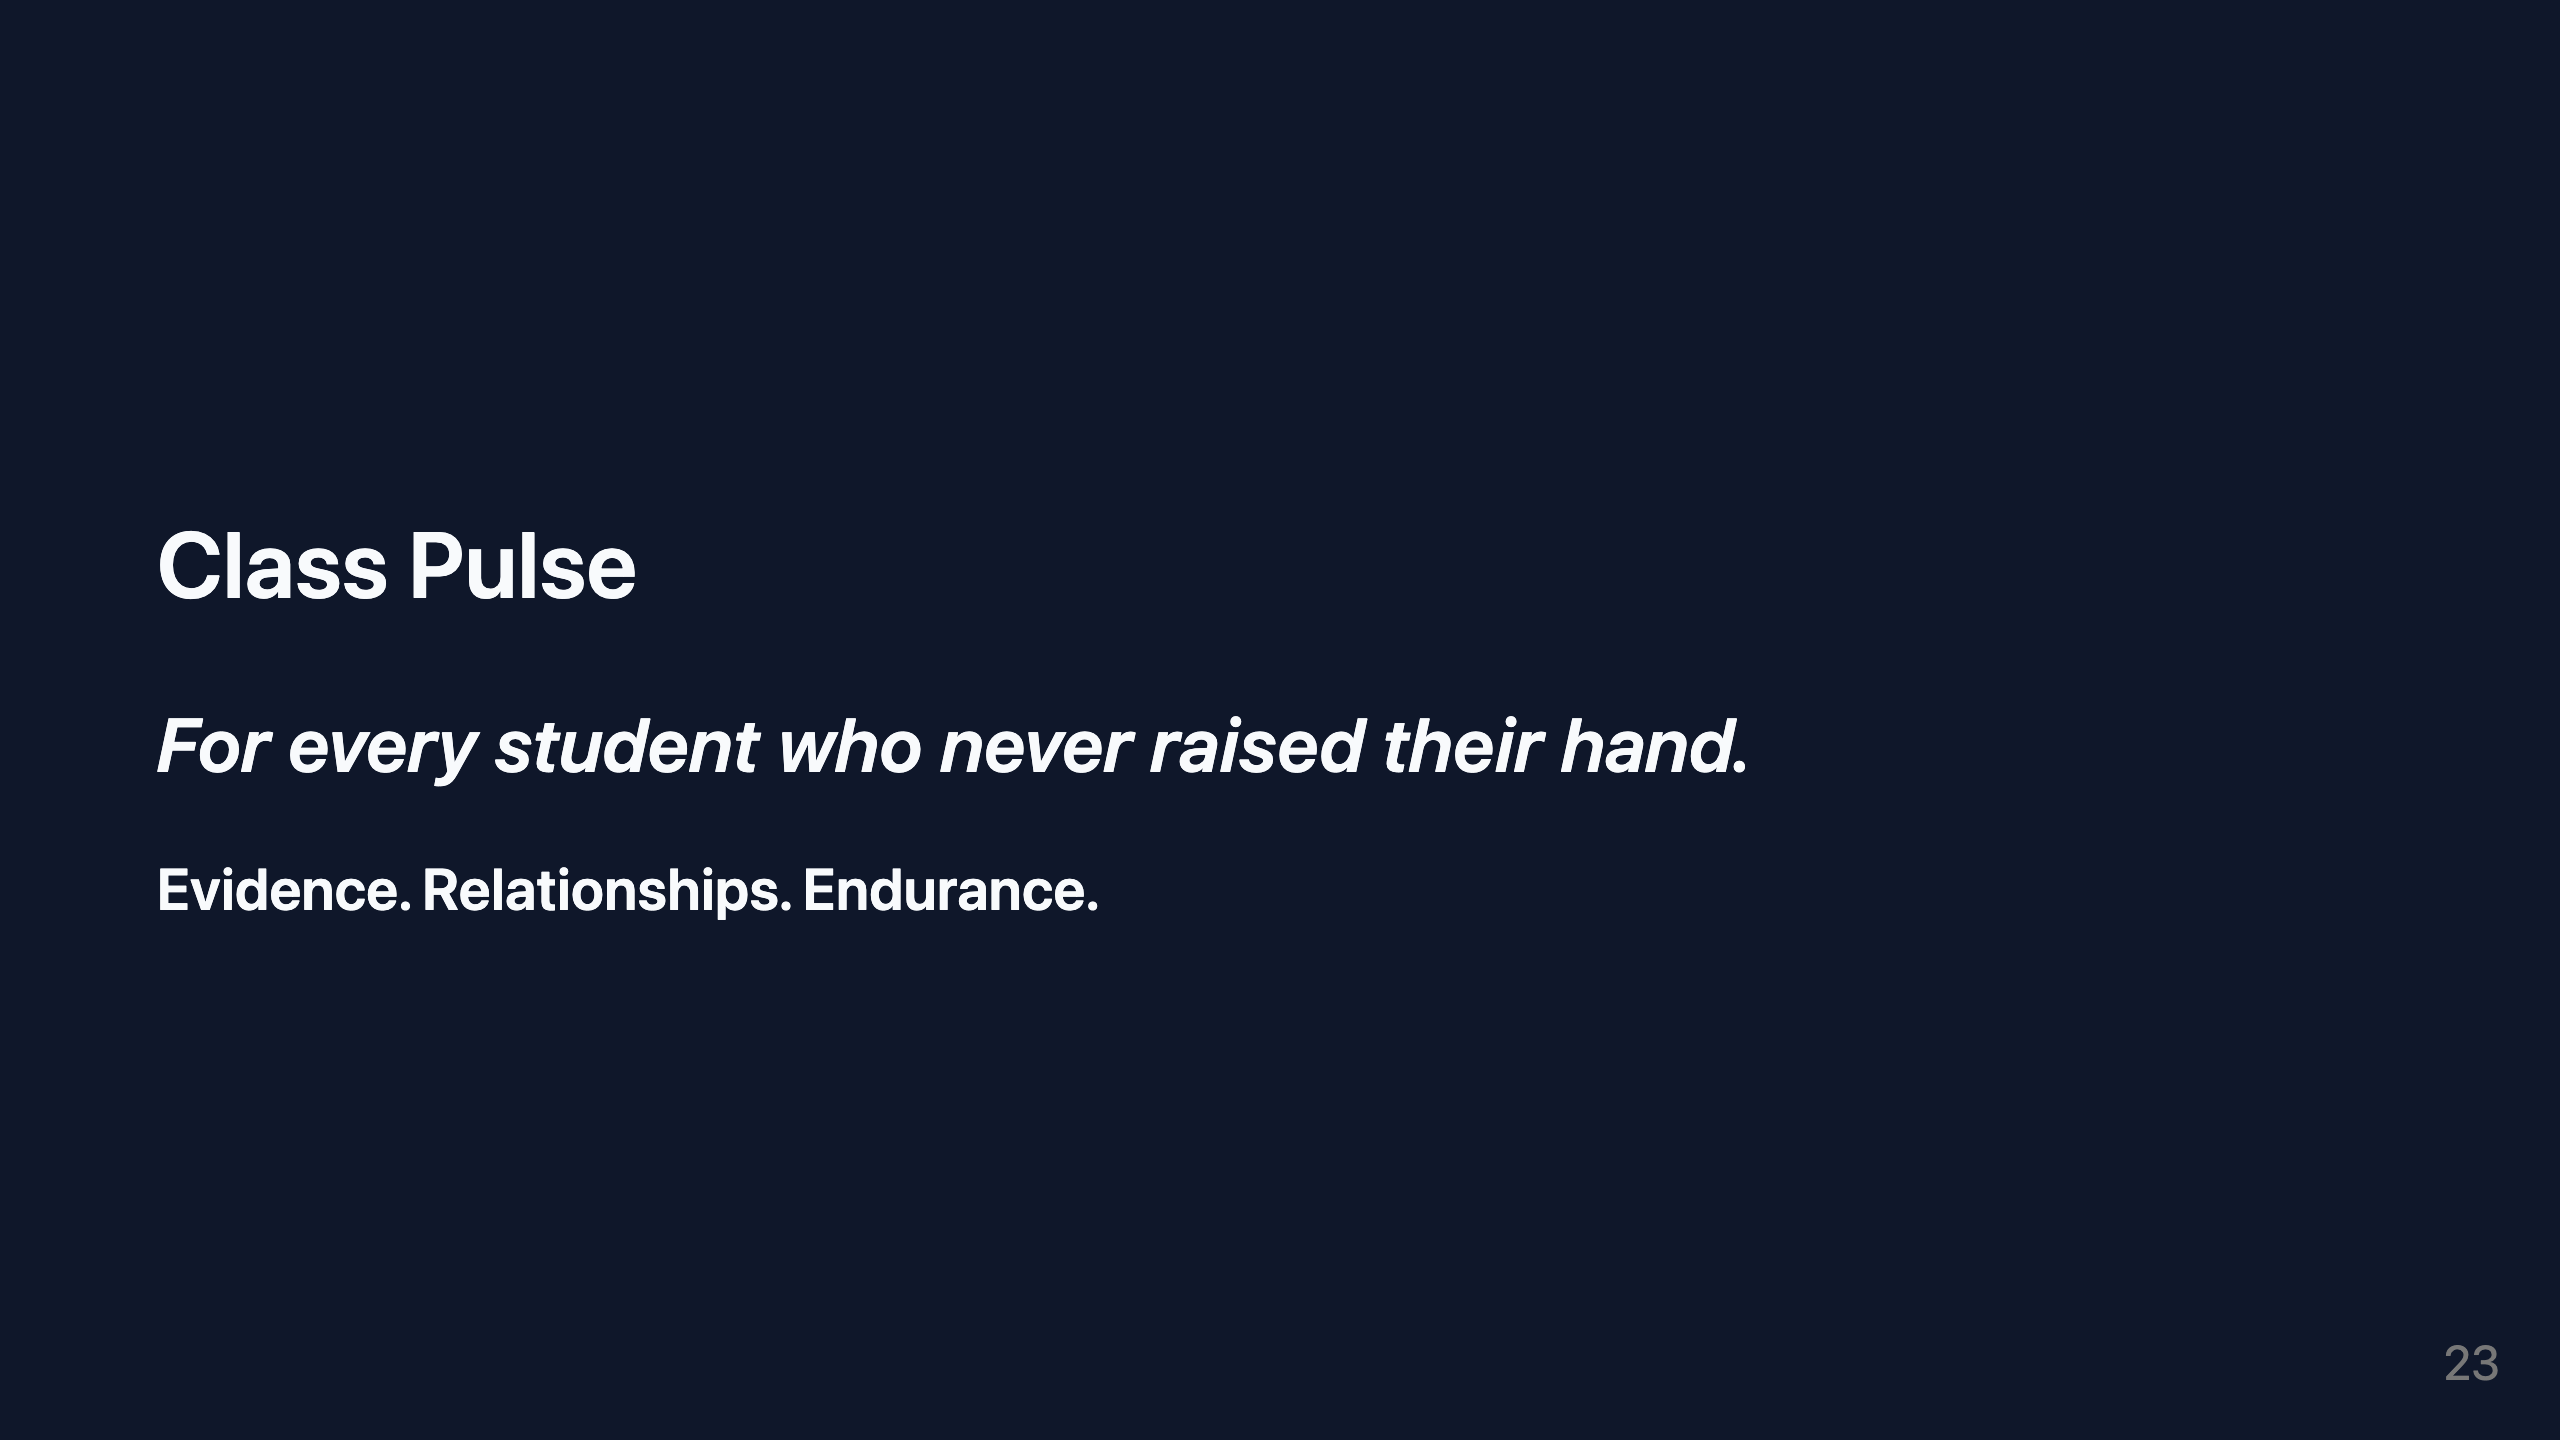 Class Pulse
For every student who never raised their hand.
Evidence. Relationships. Endurance.
23